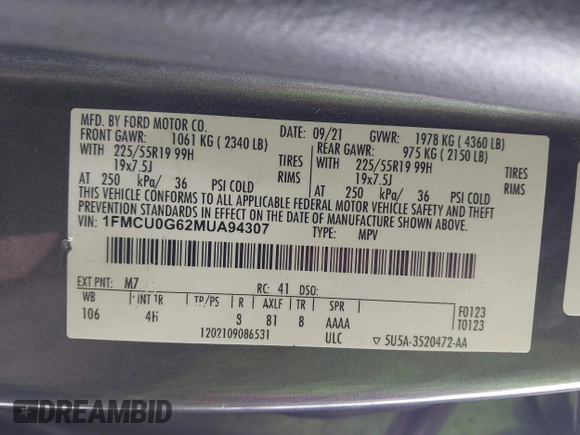 MFD. BY FORD MOTOR CO.
DATE: 09/21 GVWR: 1978 KG (4360 LB)
FRONT GAWR: 1061 KG (2340 LB) REAR GAWR: 975 KG (2150 LB)
WITH 225/55R19 99H TIRES WITH 225/55R19 99H TIRES
19x7.5J 19x7.5J
AT 250 kPa/ 36 PSI COLD AT 250 kPa/ 36 PSI COLD
THIS VEHICLE CONFORMS TO ALL APPLICABLE FEDERAL MOTOR VEHICLE SAFETY AND THEFT
PREVENTION STANDARDS IN EFFECT ON THE DATE OF MANUFACTURE SHOWN ABOVE.
VIN: 1FMCU0G62MUA94307 TYPE: MPV
EXT PNT: M7 RC: 41 DSO:
WB INT TR TP/PS R AXLE TR SPR F0123
106 4H 81 8 AAAA T0123
1202109086531 ULC 5U5A-3520472-AA
DREAMBID